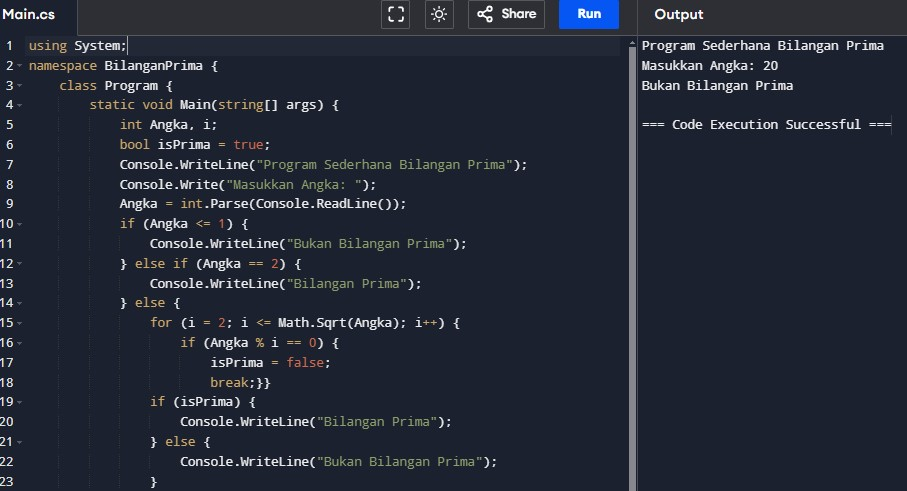 Main.cs
Share
Run
Output
1 using System;
2 namespace BilanganPrima {
3 class Program {
4 static void Main(string[] args) {
5 int Angka, i;
6 bool isPrima = true;
7 Console.WriteLine("Program Sederhana Bilangan Prima");
8 Console.Write("Masukkan Angka: ");
9 Angka = int.Parse(Console.ReadLine());
10 if (Angka <= 1) {
11 Console.WriteLine("Bukan Bilangan Prima");
12 } else if (Angka == 2) {
13 Console.WriteLine("Bilangan Prima");
14 } else {
15 for (i = 2; i <= Math.Sqrt(Angka); i++) {
16 if (Angka % i == 0) {
17 isPrima = false;
18 break;}}
19 if (isPrima) {
20 Console.WriteLine("Bilangan Prima");
21 } else {
22 Console.WriteLine("Bukan Bilangan Prima");
23 }
Program Sederhana Bilangan Prima
Masukkan Angka: 20
Bukan Bilangan Prima
=== Code Execution Successful ===